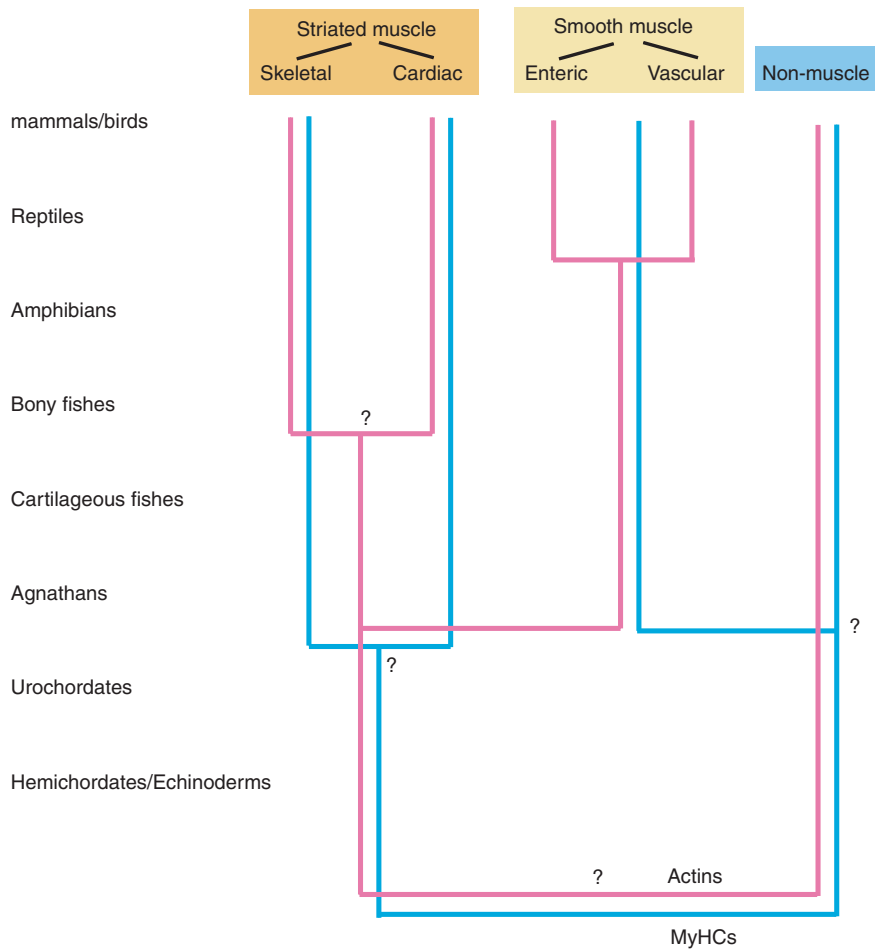 Striated muscle
Skeletal Cardiac
Smooth muscle
Enteric Vascular
Non-muscle
mammals/birds
Reptiles
Amphibians
Bony fishes
?
Cartilageous fishes
Agnathans
?
?
Urochordates
Hemichordates/Echinoderms
? Actins
MyHCs